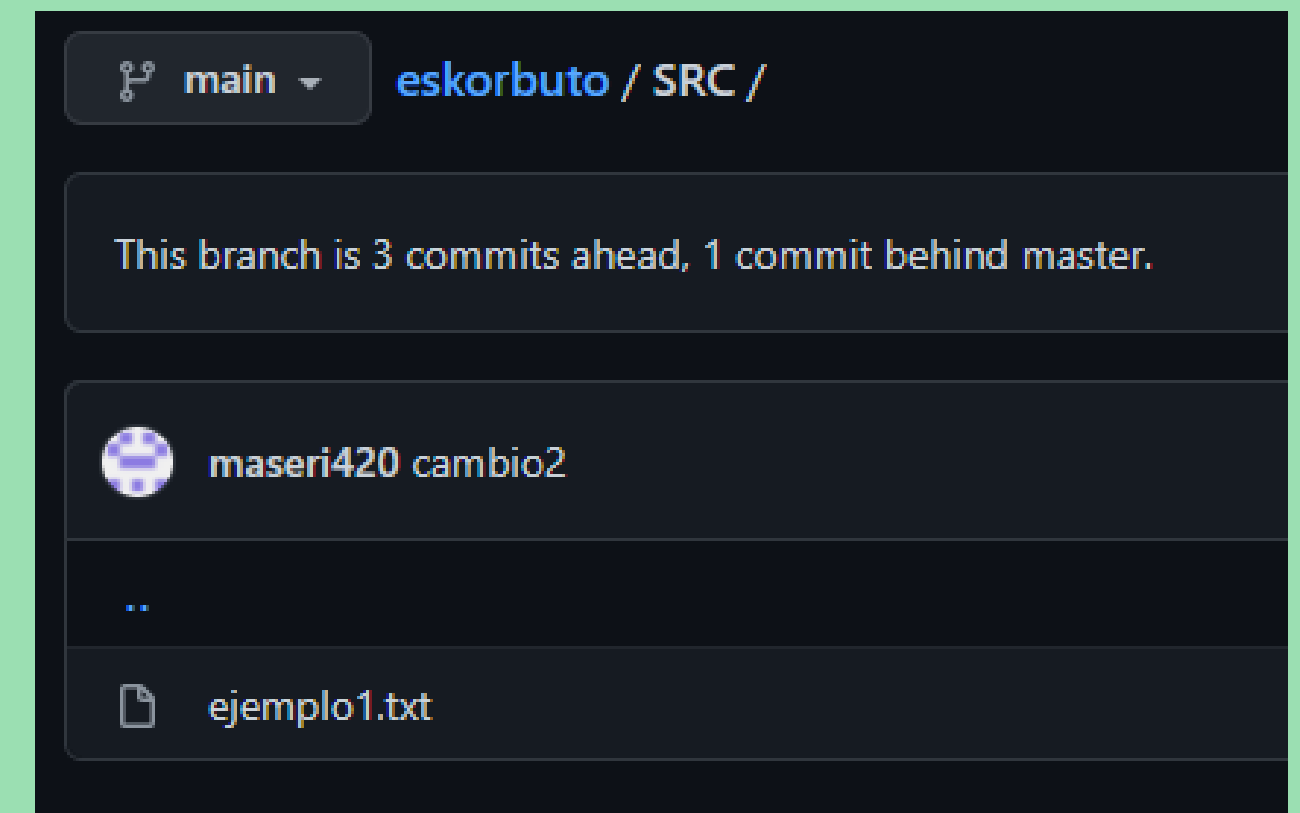 main eskorbuto / SRC /
This branch is 3 commits ahead, 1 commit behind master.
maseri420 cambio2
..
ejemplo1.txt